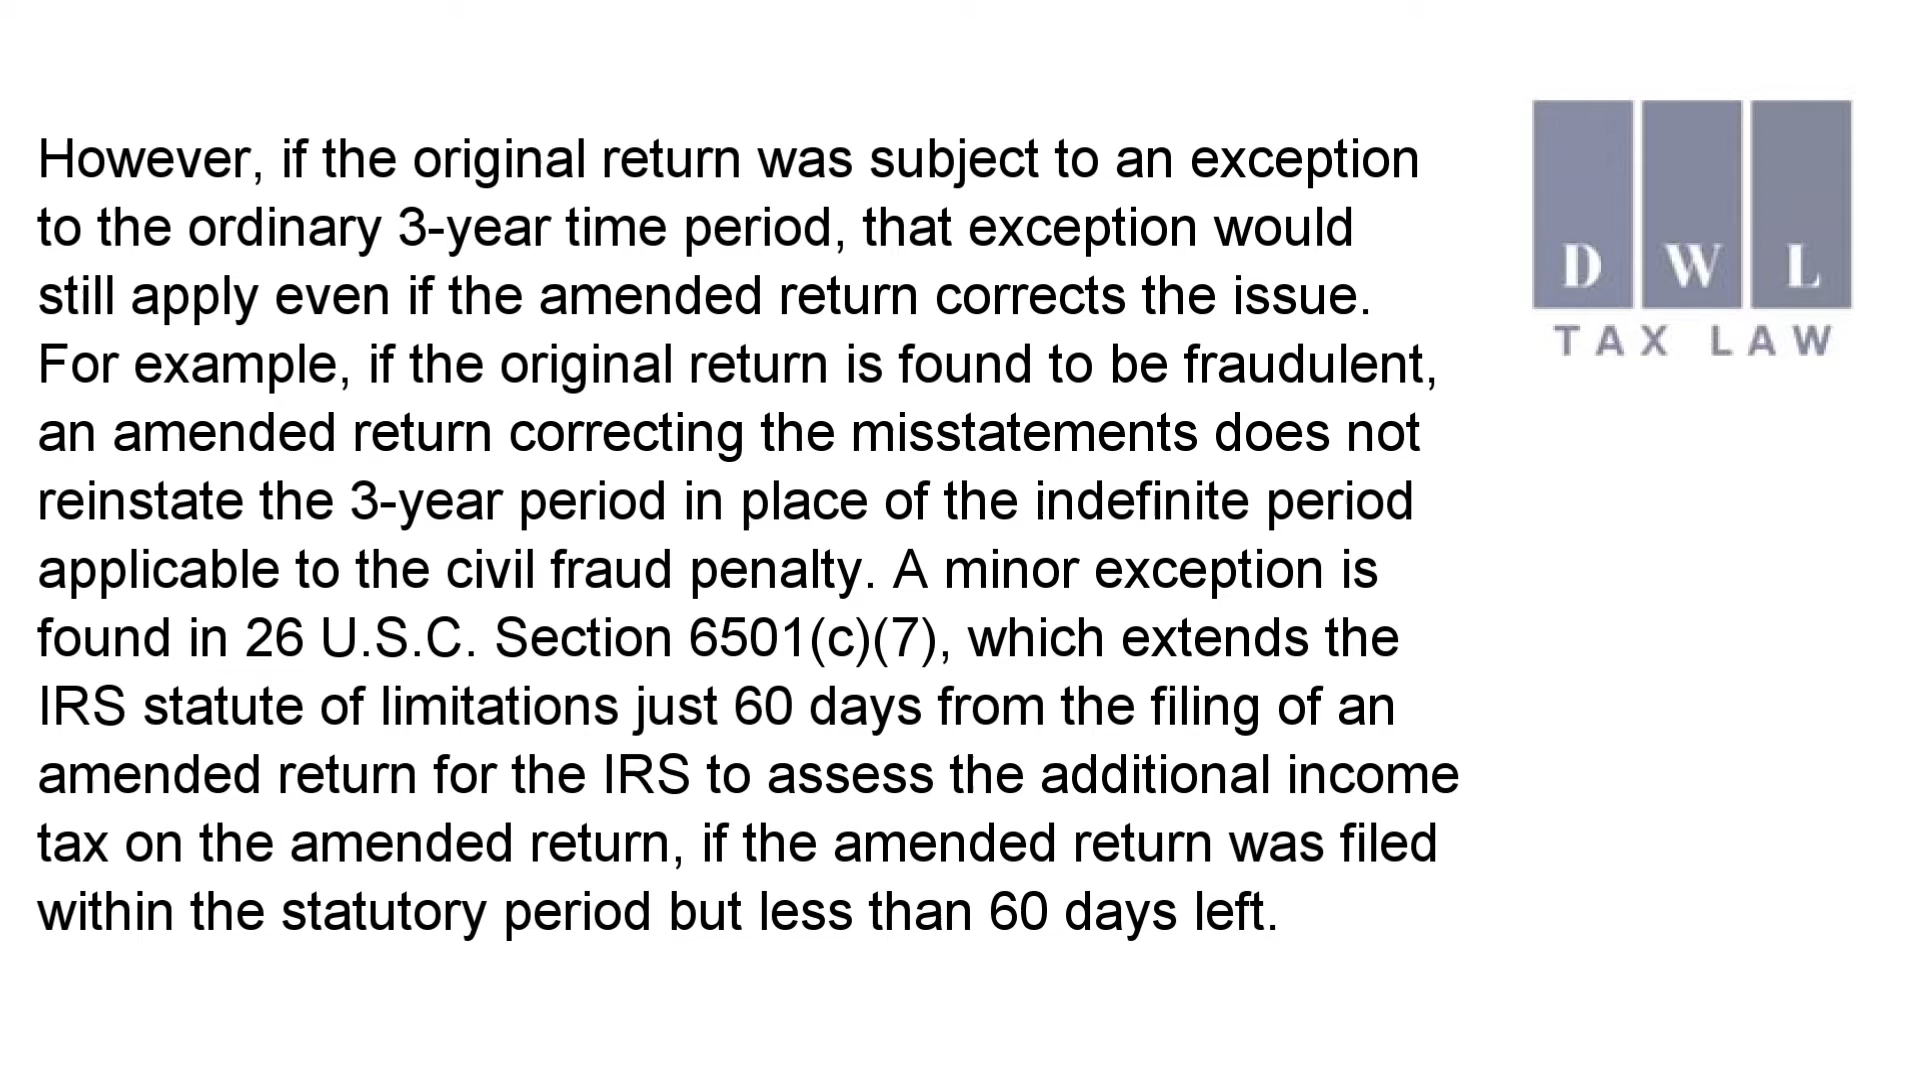 However, if the original return was subject to an exception
to the ordinary 3-year time period, that exception would
still apply even if the amended return corrects the issue.
For example, if the original return is found to be fraudulent,
an amended return correcting the misstatements does not
reinstate the 3-year period in place of the indefinite period
applicable to the civil fraud penalty. A minor exception is
found in 26 U.S.C. Section 6501(c)(7), which extends the
IRS statute of limitations just 60 days from the filing of an
amended return for the IRS to assess the additional income
tax on the amended return, if the amended return was filed
within the statutory period but less than 60 days left.
D W L
TAX LAW